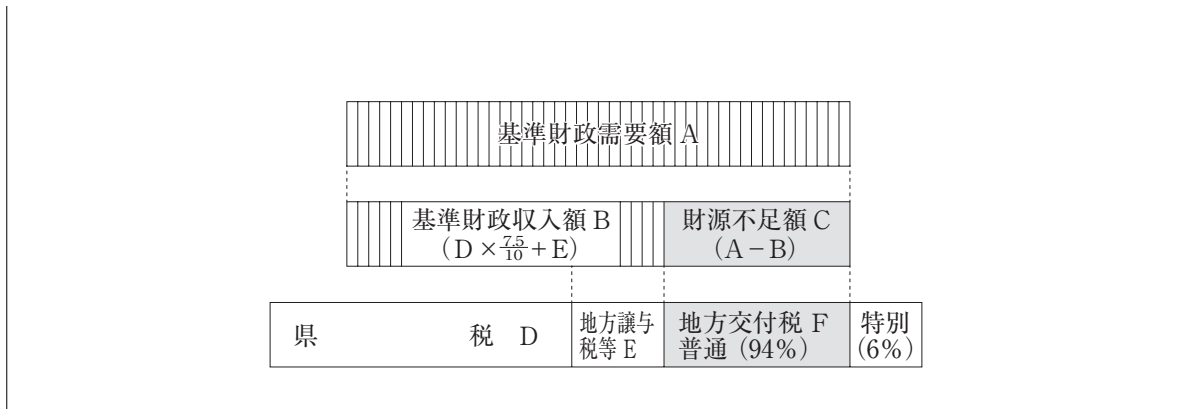 基準財政需要額 A
基準財政収入額 B
(D × 7.5/10 + E)
財源不足額 C
(A − B)
県　税　D
地方譲与
税等 E
地方交付税 F
普通 (94%)
特別
(6%)